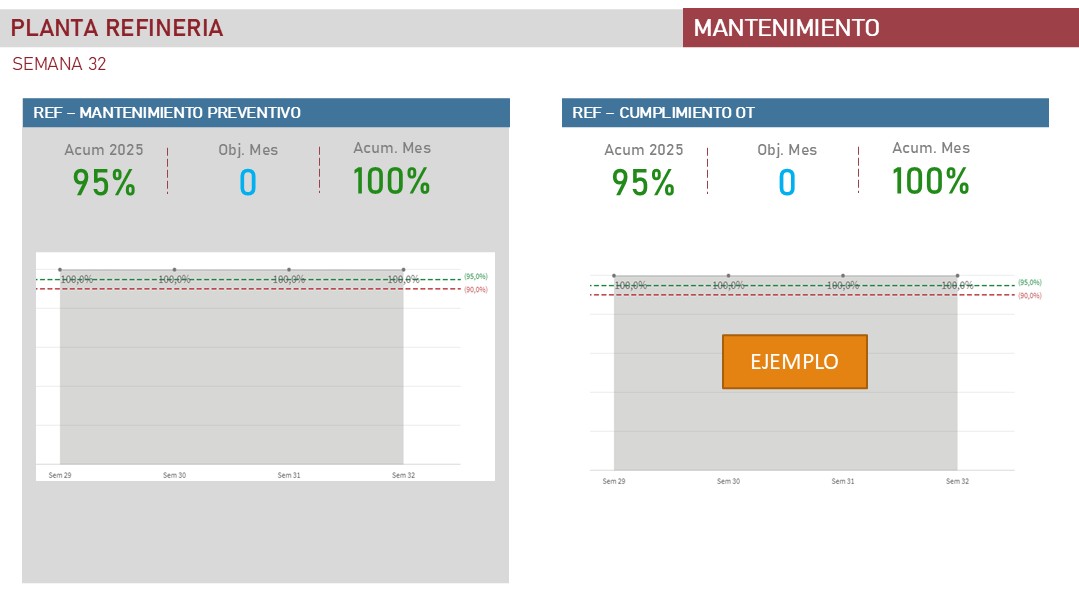 PLANTA REFINERIA
MANTENIMIENTO
SEMANA 32
REF – MANTENIMIENTO PREVENTIVO
Acum 2025
Obj. Mes
Acum. Mes
95%
0
100%
100,0%
100,0%
100,0%
100,0%
(95,0%)
(90,0%)
Sem 29
Sem 30
Sem 31
Sem 32
REF – CUMPLIMIENTO OT
Acum 2025
Obj. Mes
Acum. Mes
95%
0
100%
100,0%
100,0%
100,0%
100,0%
(95,0%)
(90,0%)
EJEMPLO
Sem 29
Sem 30
Sem 31
Sem 32